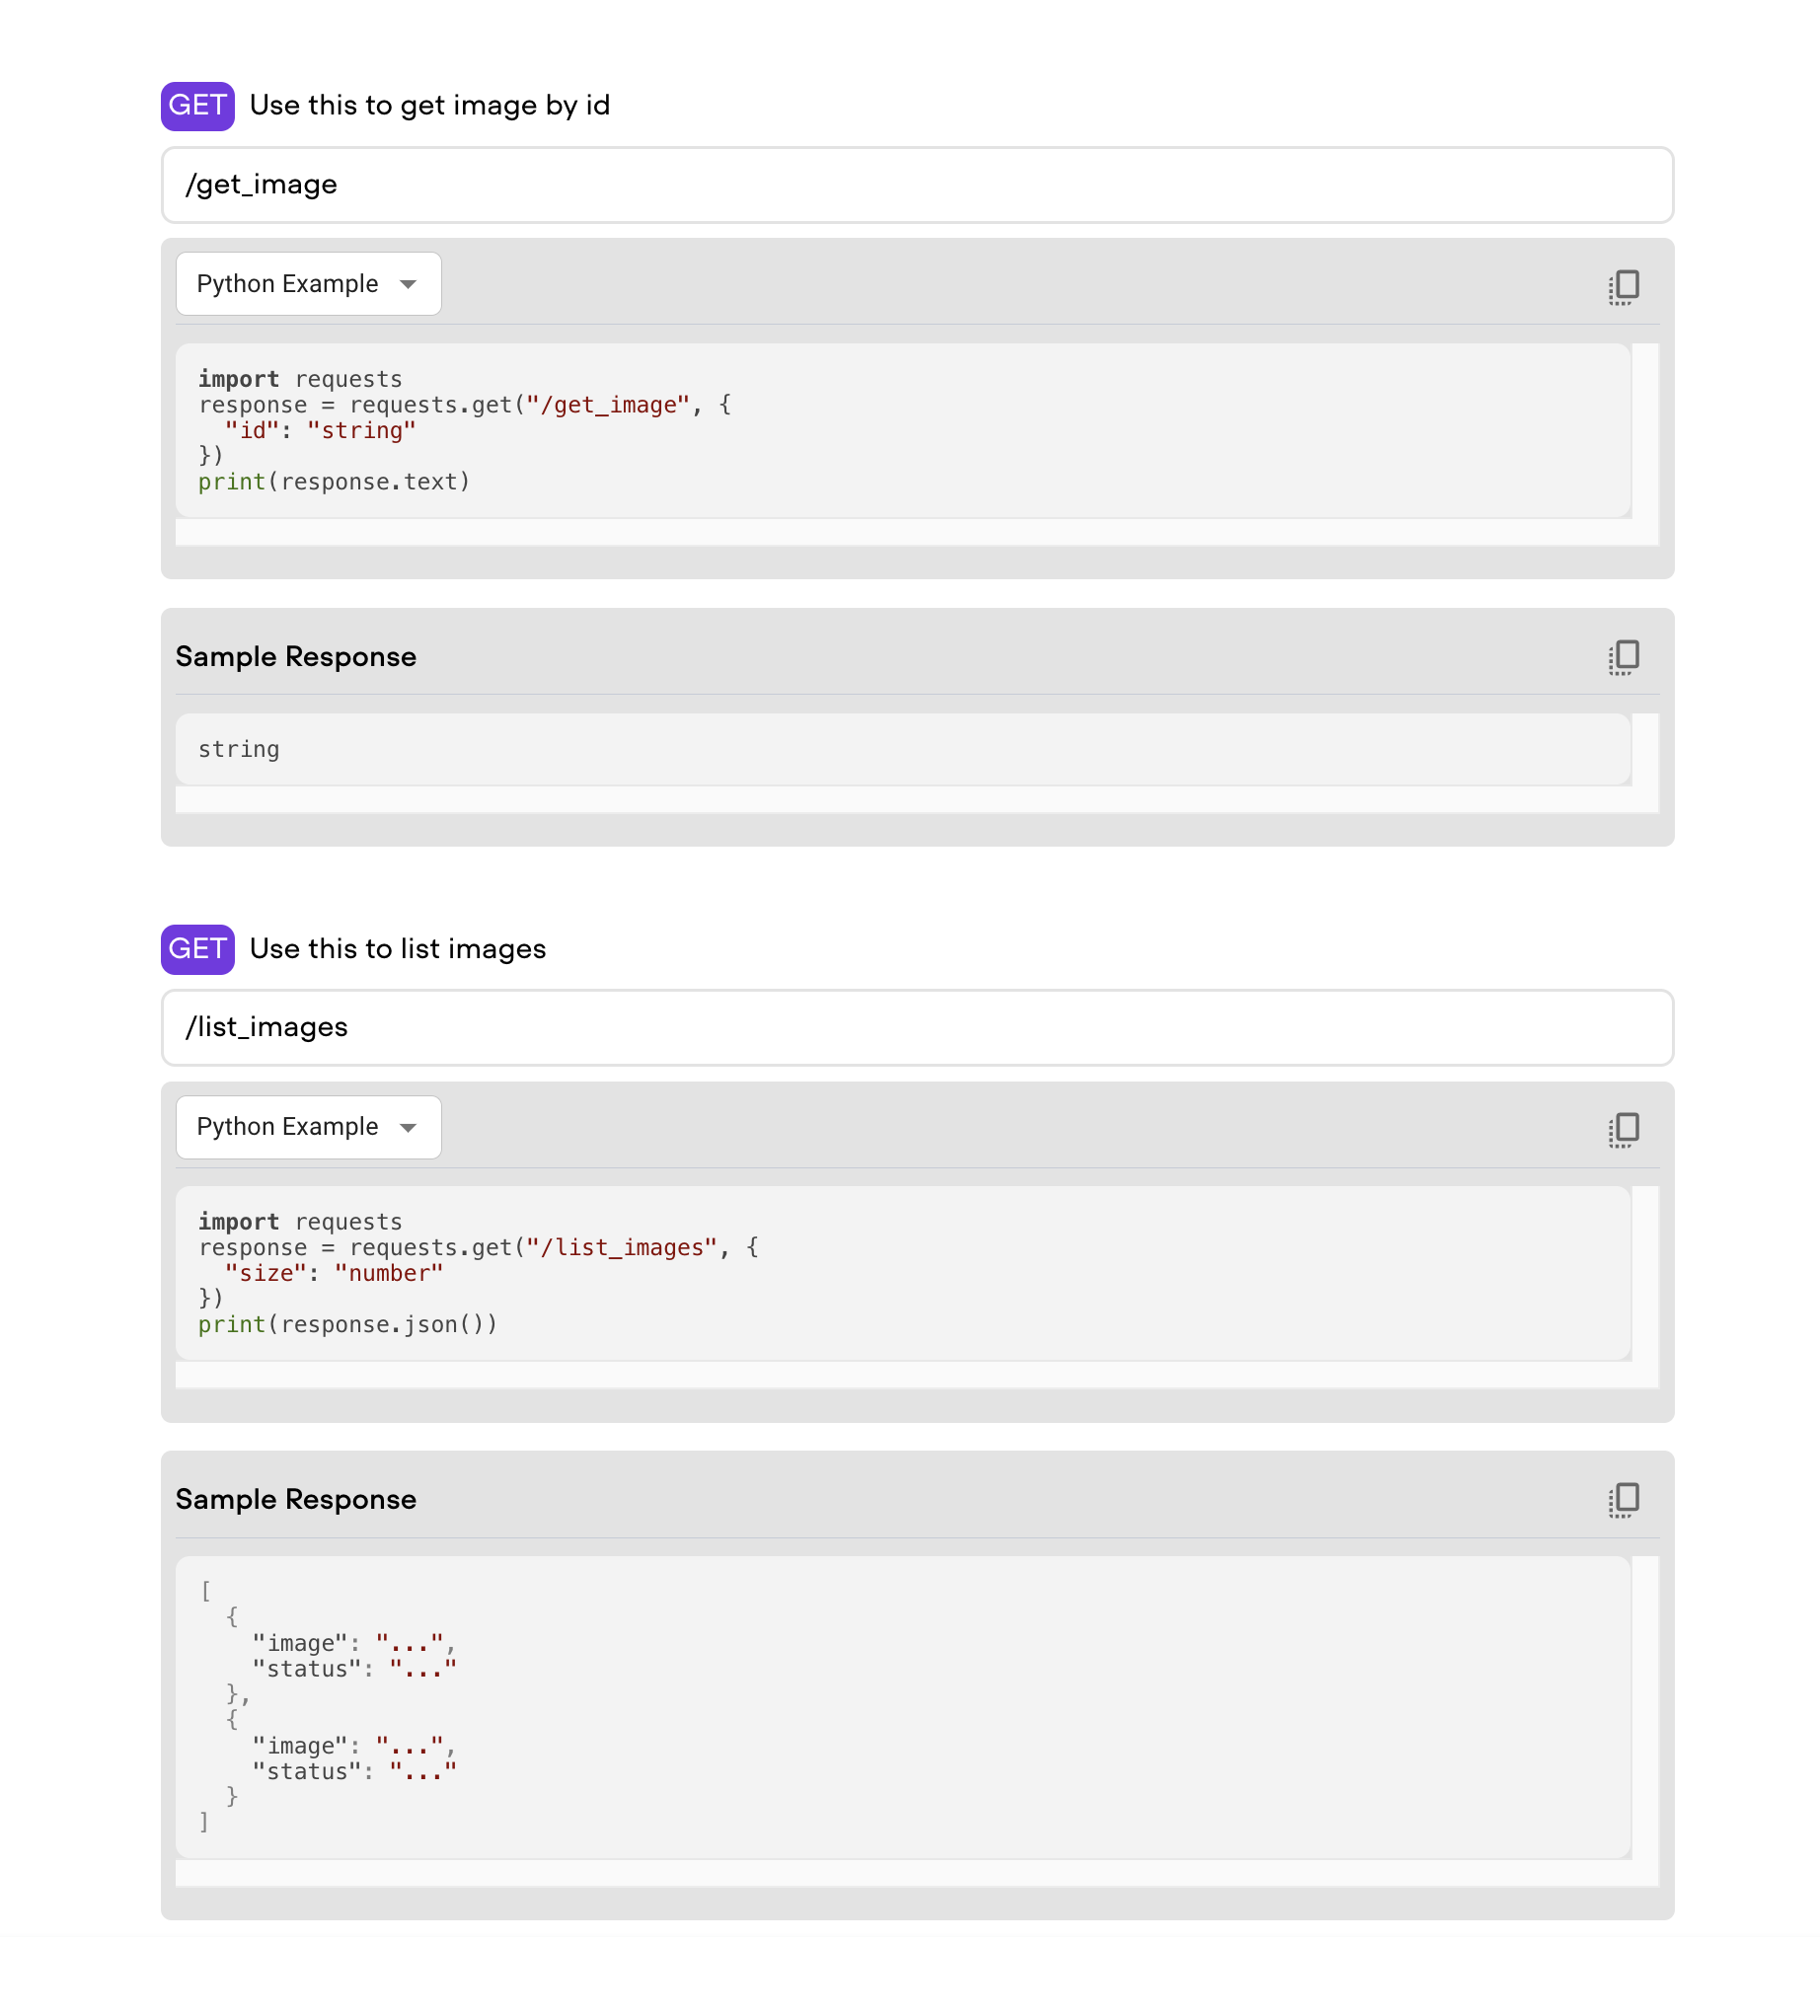 GET Use this to get image by id
/get_image
Python Example
import requests
response = requests.get("/get_image", {
  "id": "string"
})
print(response.text)
Sample Response
string
GET Use this to list images
/list_images
Python Example
import requests
response = requests.get("/list_images", {
  "size": "number"
})
print(response.json())
Sample Response
[
  {
    "image": "...",
    "status": "..."
  },
  {
    "image": "...",
    "status": "..."
  }
]